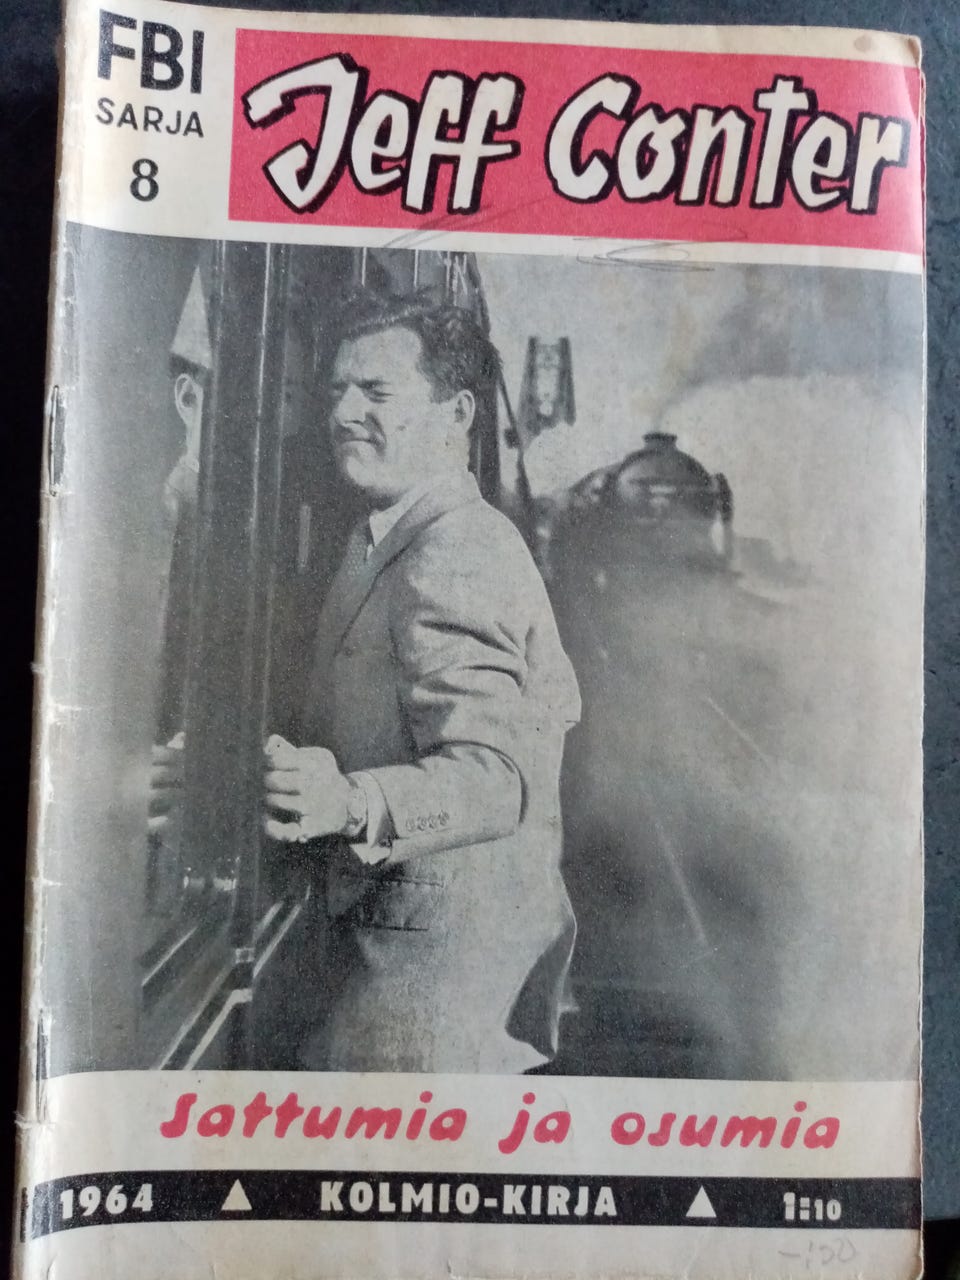 FBI
SARJA
8
Jeff Conter
Sattumia ja osumia
1964 KOLMIO-KIRJA 1:10